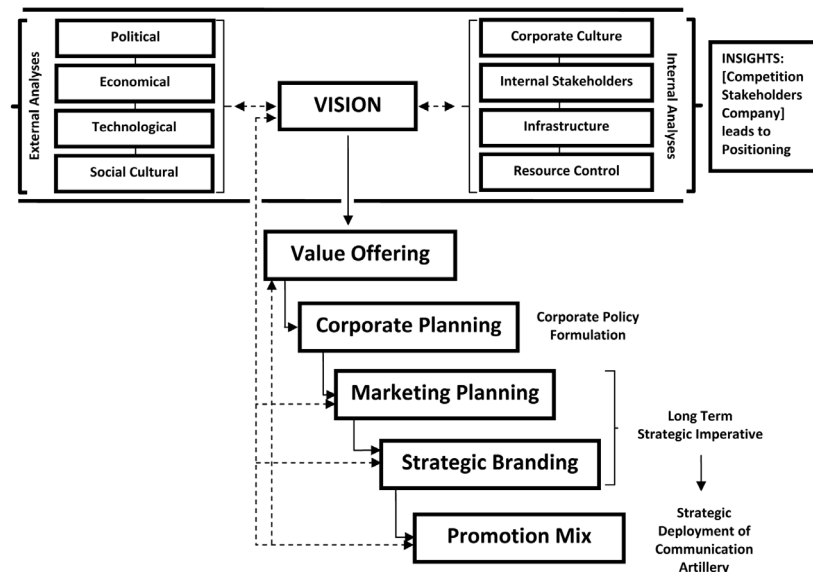 External Analyses
Political
Economical
Technological
Social Cultural
VISION
Corporate Culture
Internal Stakeholders
Infrastructure
Resource Control
Internal Analyses
INSIGHTS:
[Competition
Stakeholders
Company]
leads to
Positioning
Value Offering
Corporate Planning
Corporate Policy
Formulation
Marketing Planning
Long Term
Strategic Imperative
Strategic Branding
Promotion Mix
Strategic
Deployment of
Communication
Artillery